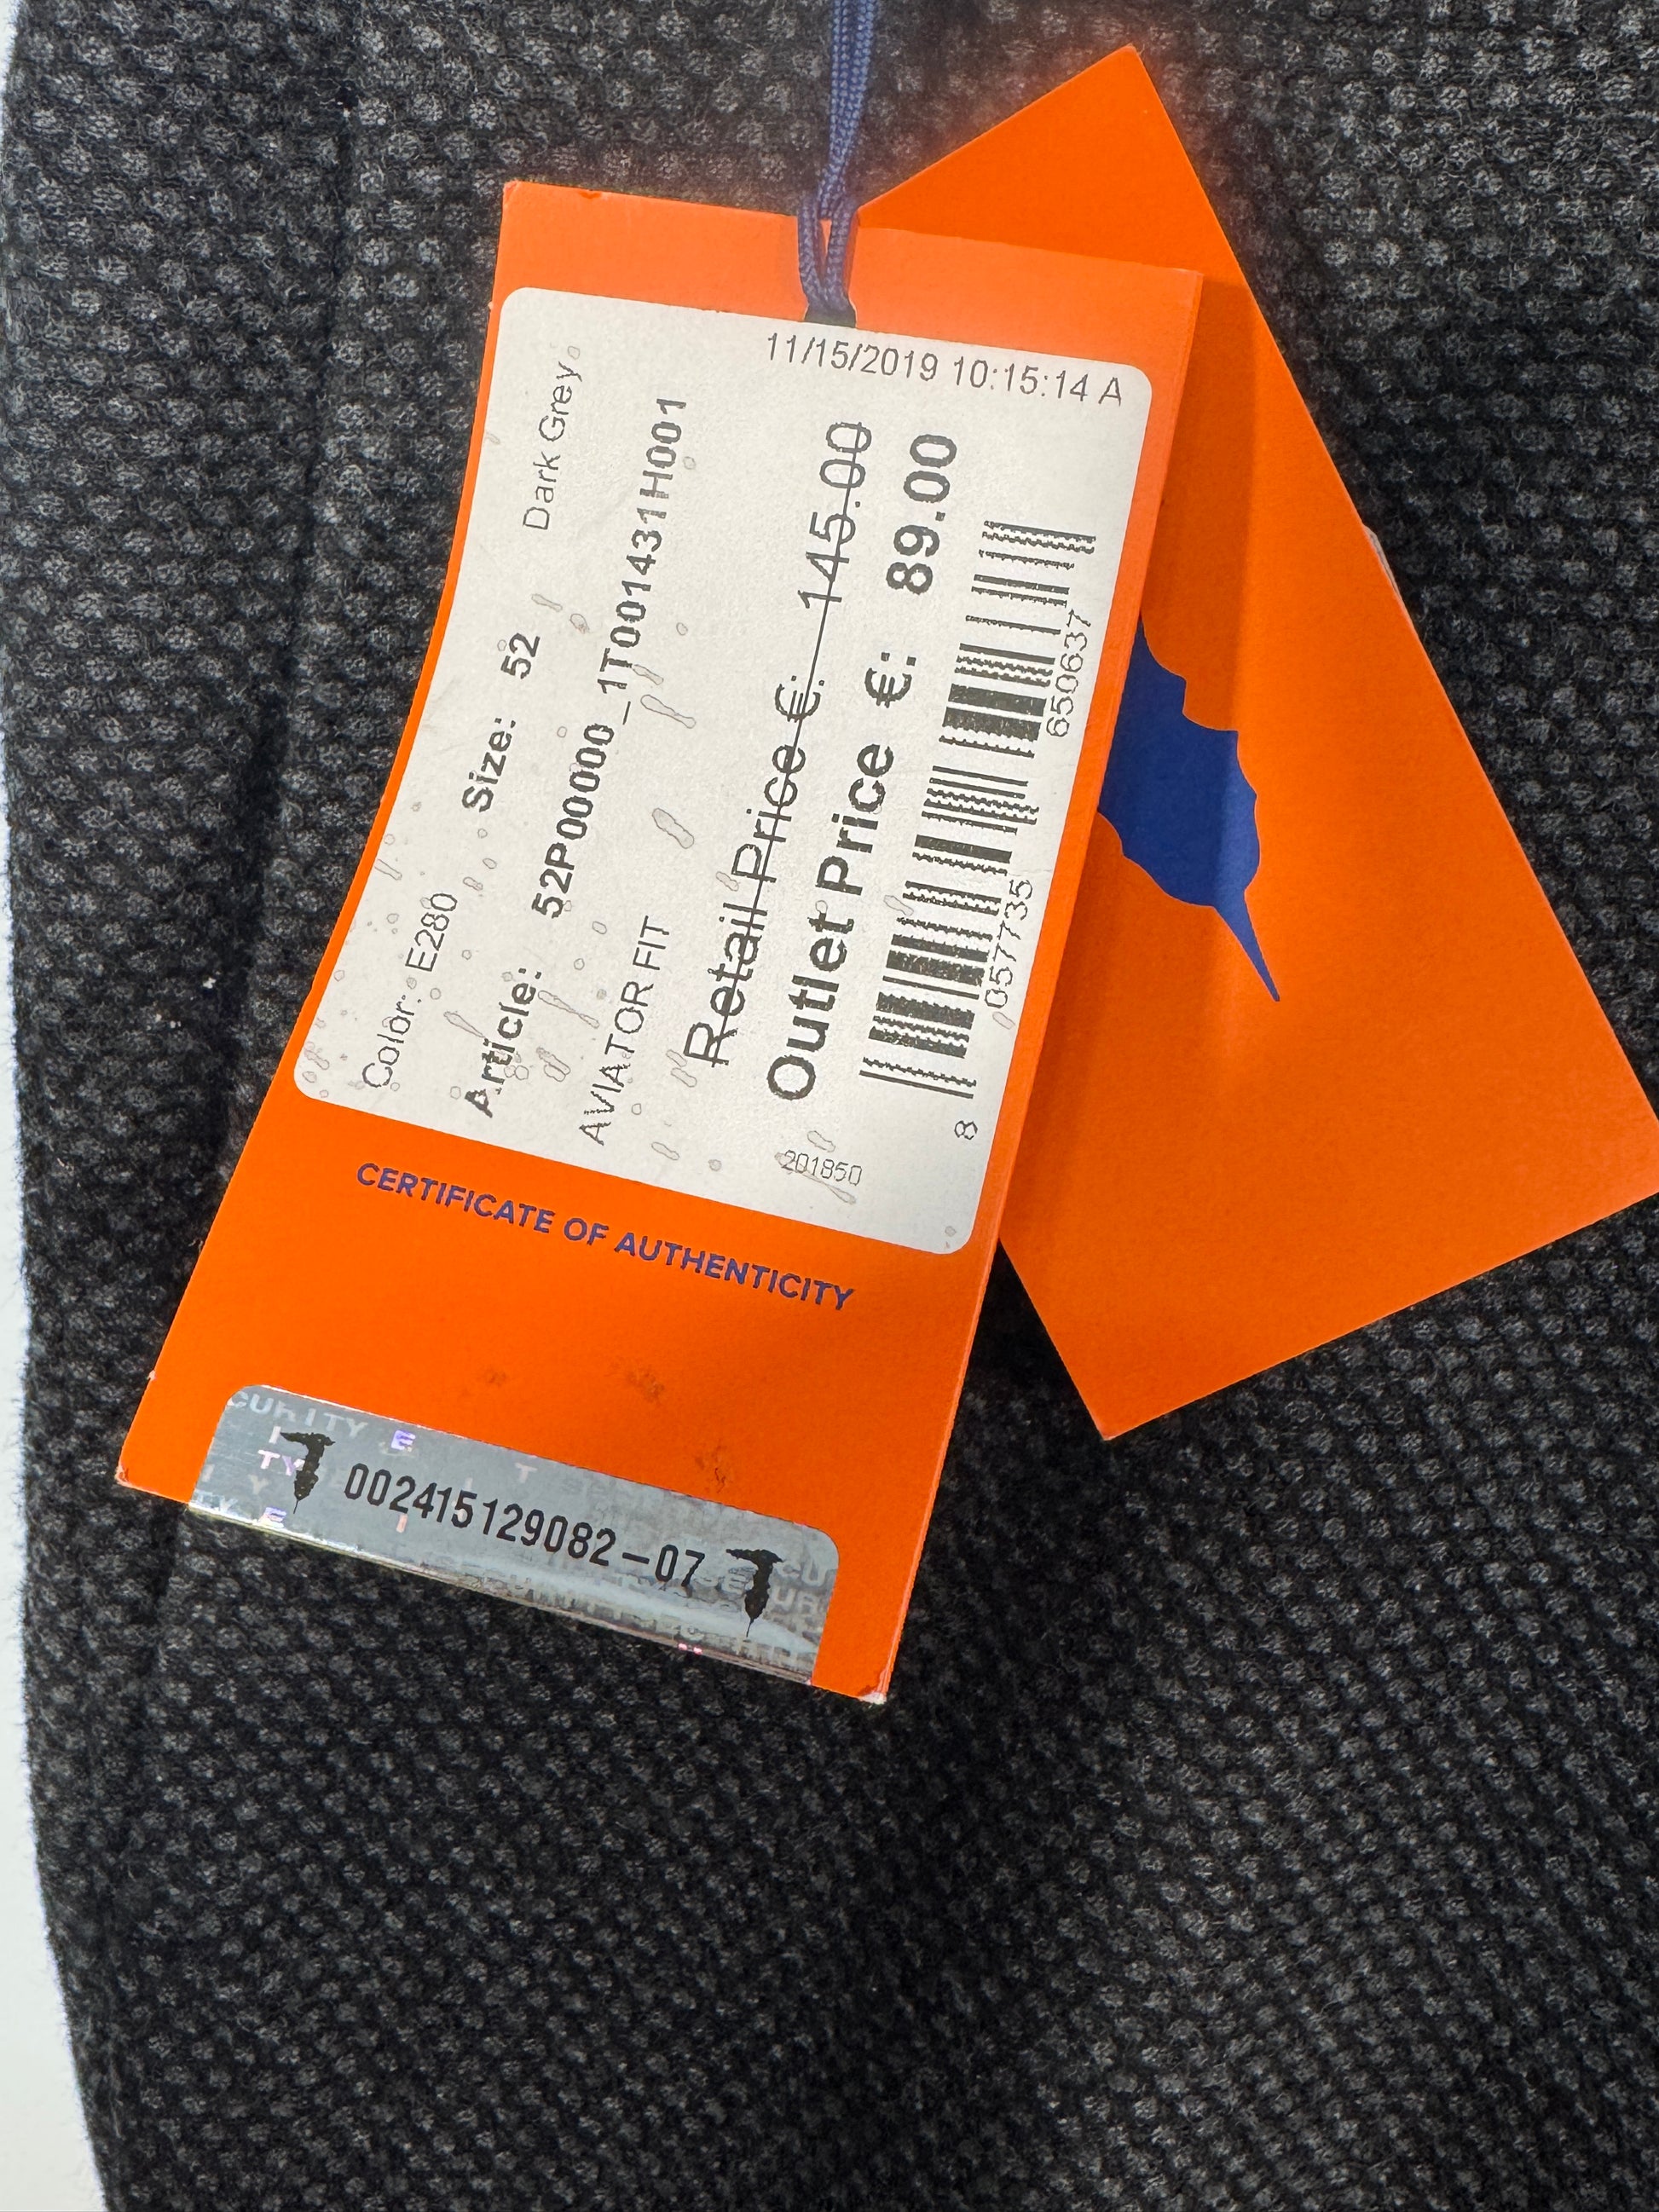 11/15/2019 10:15:14 A
Color: E280 Dark Grey
Size: 52
Article: 52P00000_1T001431H001
AVIATOR FIT
Retail Price €: 145.00
Outlet Price €: 89.00
8 057735 650637
201850
CERTIFICATE OF AUTHENTICITY
002415129082-07